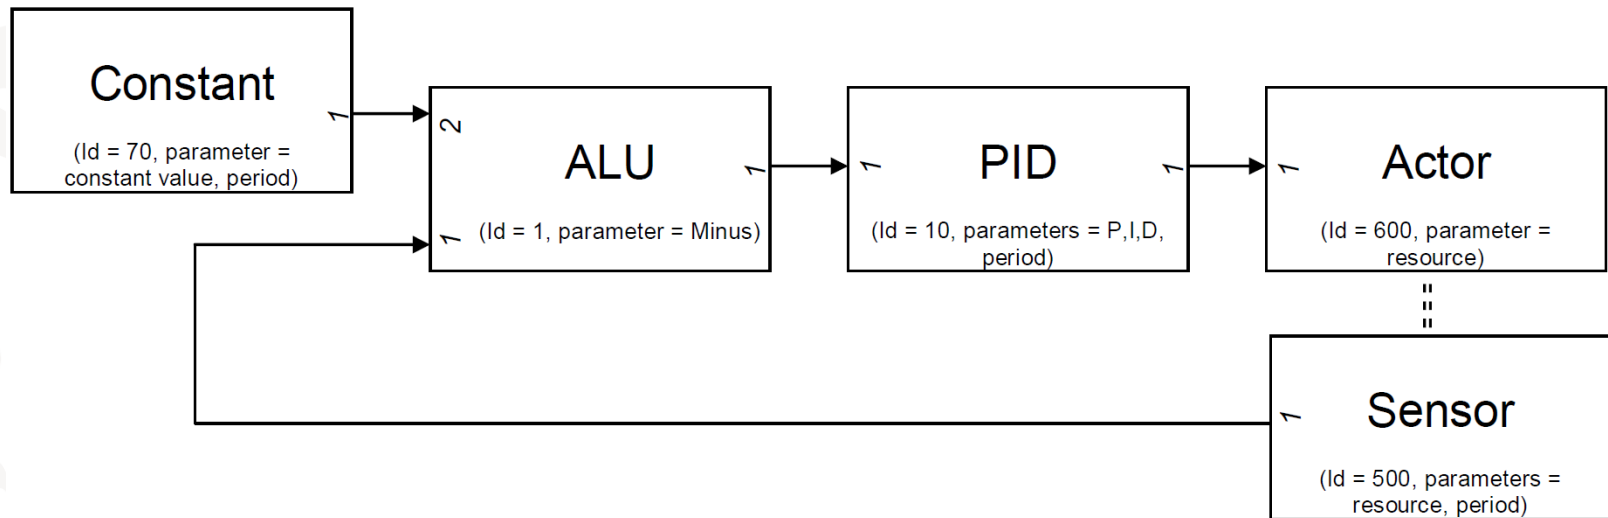 Constant
(Id = 70, parameter =
constant value, period)
1
2
1
ALU
(Id = 1, parameter = Minus)
1
1
PID
(Id = 10, parameters = P,I,D,
period)
1
1
Actor
(Id = 600, parameter =
resource)
1
Sensor
(Id = 500, parameters =
resource, period)